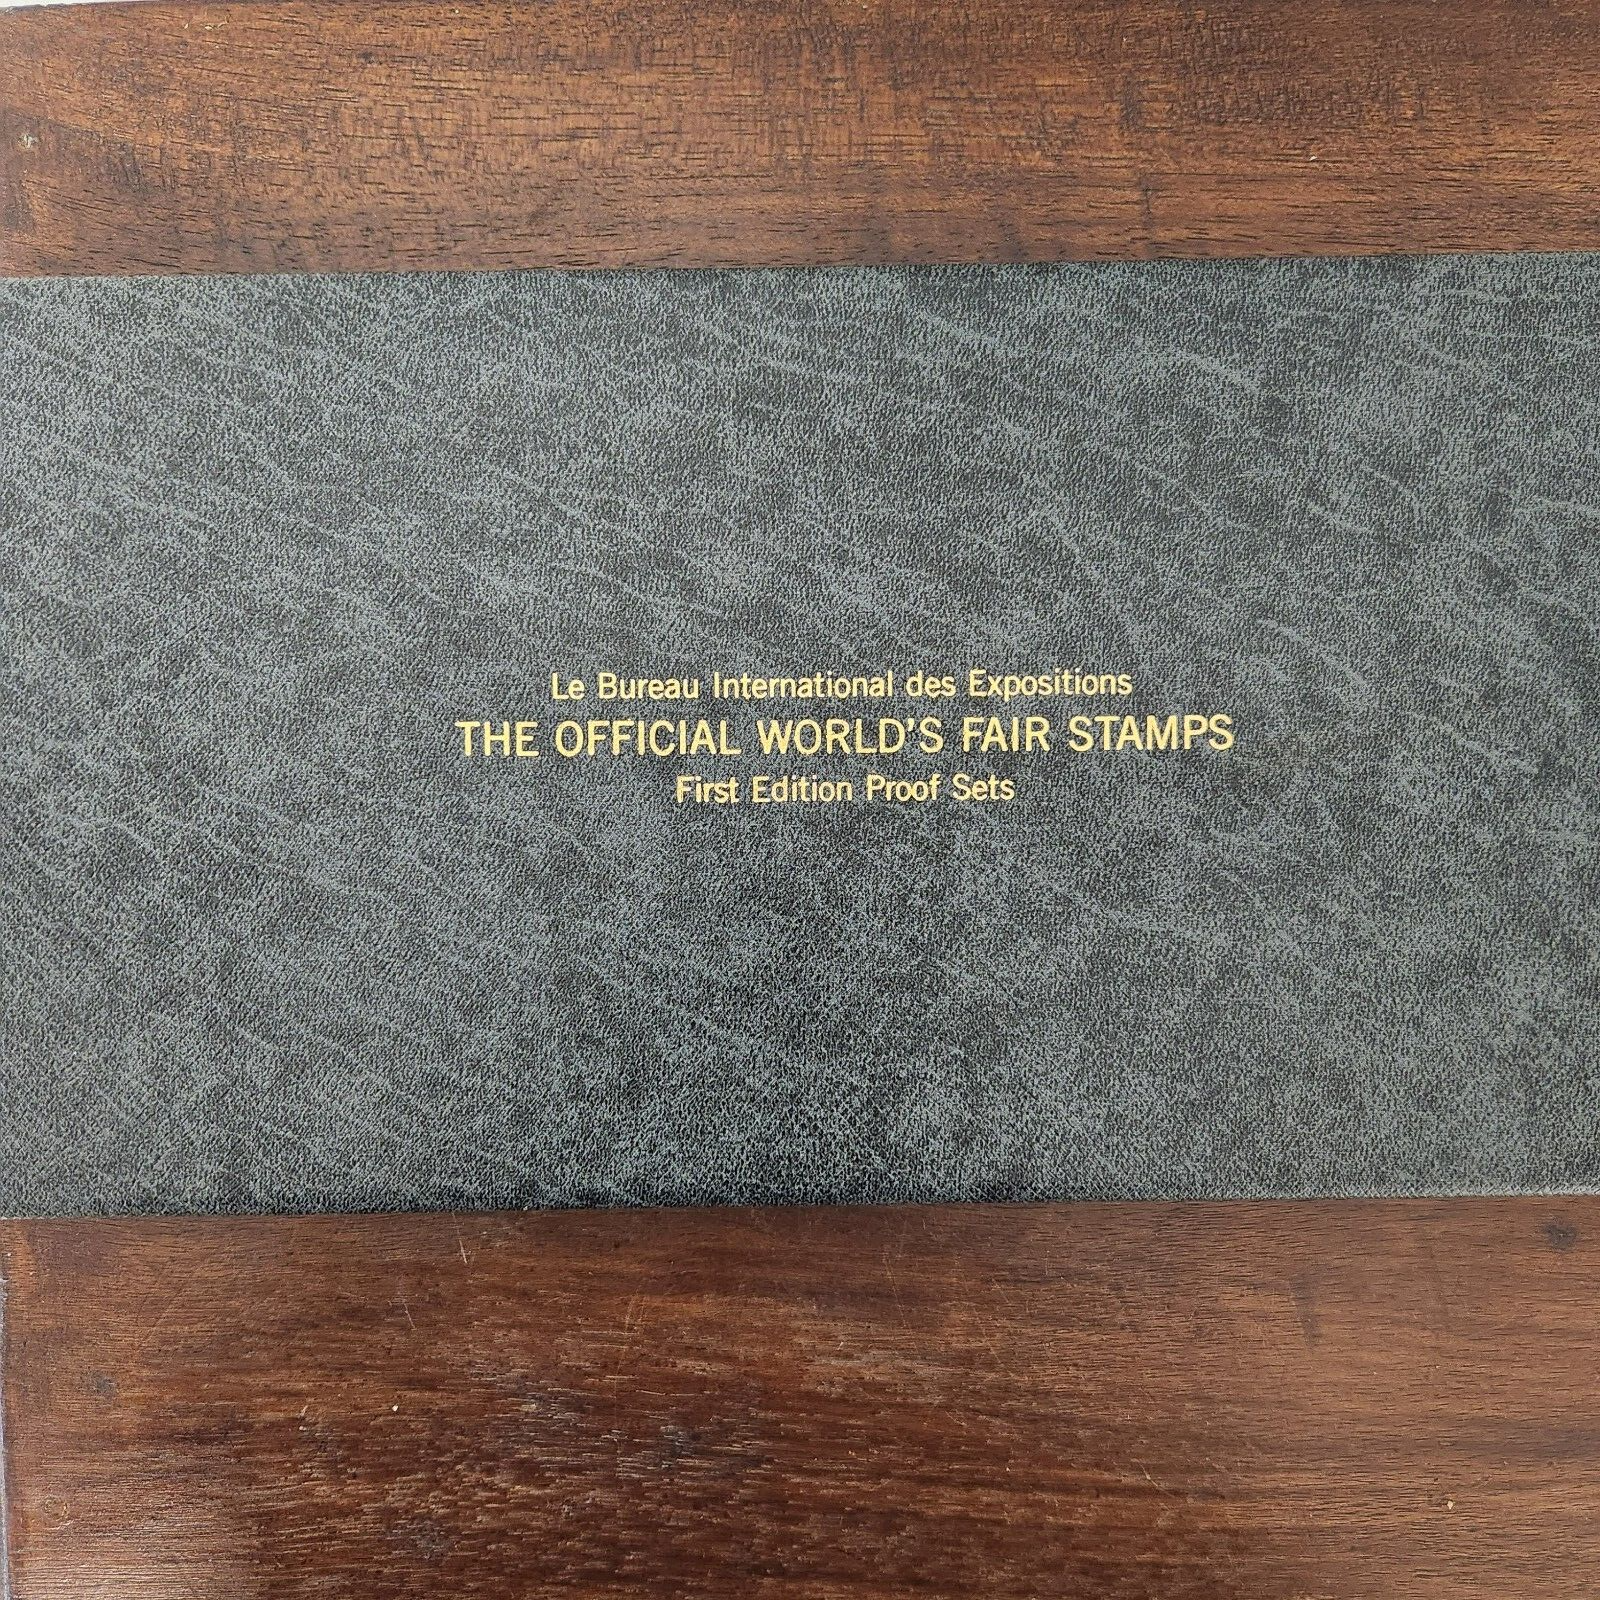 Le Bureau International des Expositions
THE OFFICIAL WORLD'S FAIR STAMPS
First Edition Proof Sets